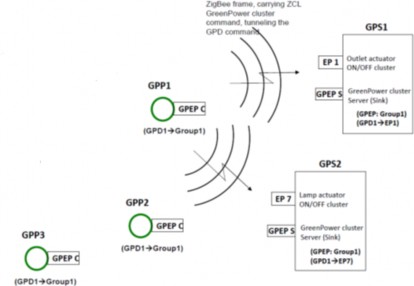 ZigBee frame, carrying ZCL
GreenPower cluster
command, tunneling the
GPD command.
GPS1
EP 1
Outlet actuator
ON/OFF cluster
GPEP S
GreenPower cluster
Server (Sink)
(GPEP: Group1)
(GPD1→EP1)
GPP1
GPEP C
(GPD1→Group1)
GPS2
EP 7
Lamp actuator
ON/OFF cluster
GPEP S
GreenPower cluster
Server (Sink)
(GPEP: Group1)
(GPD1→EP7)
GPP2
GPEP C
(GPD1→Group1)
GPP3
GPEP C
(GPD1→Group1)